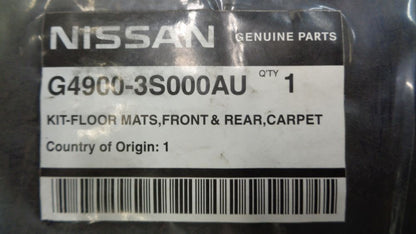 NISSAN GENUINE PARTS
G4900-3S000AU Q'TY 1
KIT-FLOOR MATS,FRONT & REAR,CARPET
Country of Origin: 1